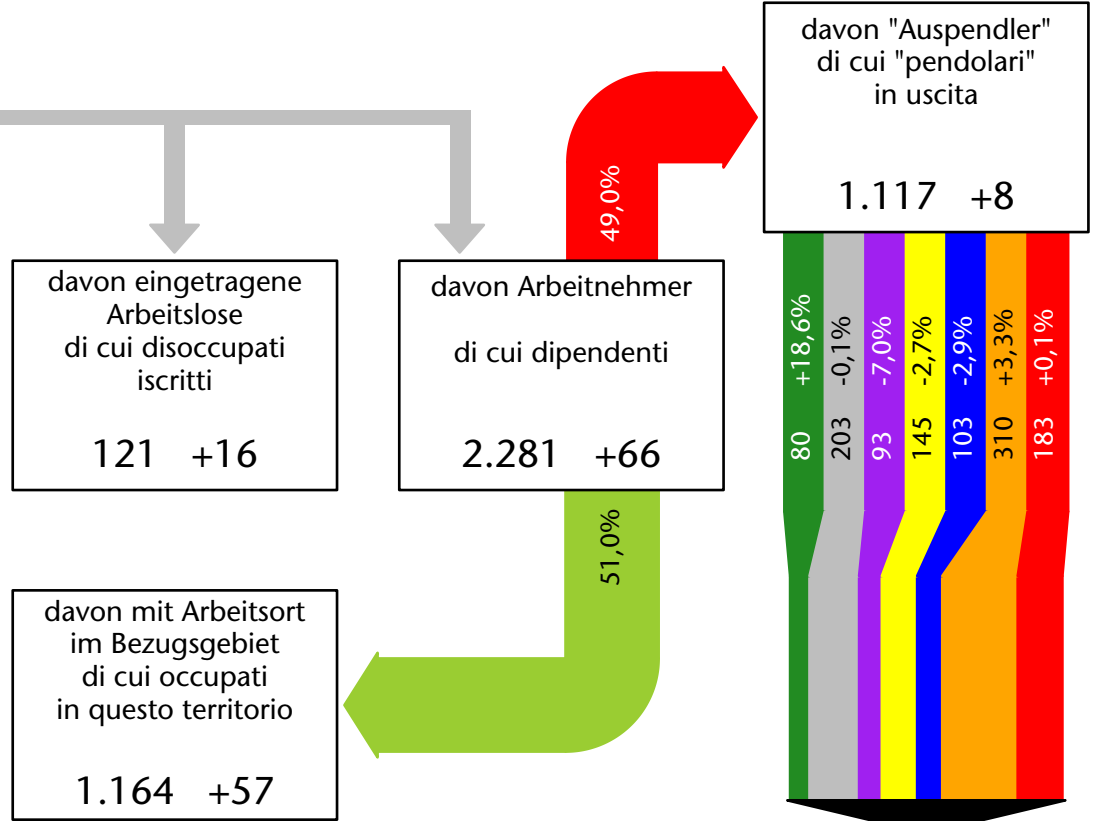 davon "Auspendler"
di cui "pendolari"
in uscita
1.117 +8
49,0%
davon eingetragene
Arbeitslose
di cui disoccupati
iscritti
121 +16
davon Arbeitnehmer
di cui dipendenti
2.281 +66
80 +18,6%
203 -0,1%
93 -7,0%
145 -2,7%
103 -2,9%
310 +3,3%
183 +0,1%
51,0%
davon mit Arbeitsort
im Bezugsgebiet
di cui occupati
in questo territorio
1.164 +57